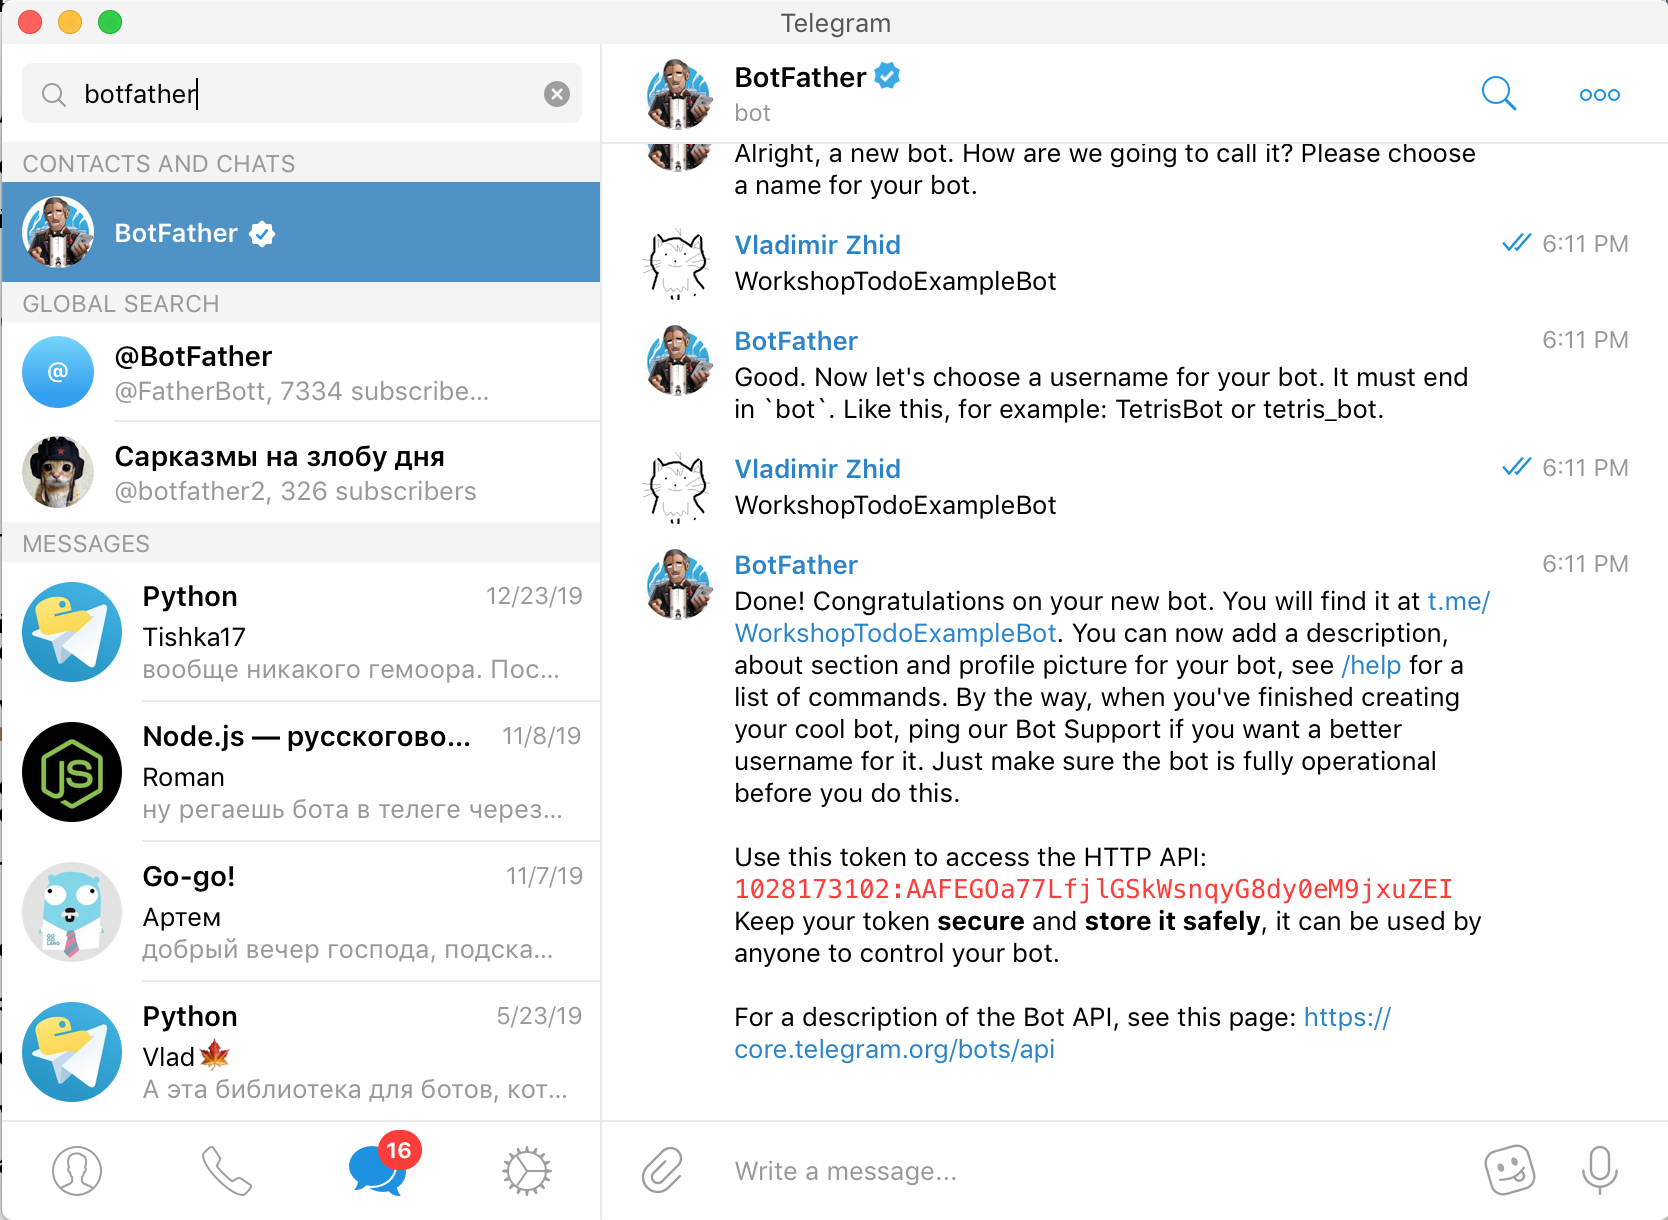 Telegram
botfather
CONTACTS AND CHATS
BotFather
GLOBAL SEARCH
@
@BotFather
@FatherBott, 7334 subscribe...
Сарказмы на злобу дня
@botfather2, 326 subscribers
MESSAGES
Python 12/23/19
Tishka17
вообще никакого гемоора. Пос...
Node.js — русскогово... 11/8/19
Roman
ну регаешь бота в телеге через...
Go-go! 11/7/19
Артем
добрый вечер господа, подска...
Python 5/23/19
Vlad🍁
А эта библиотека для ботов, кот...
16
BotFather
bot
Alright, a new bot. How are we going to call it? Please choose
a name for your bot.
Vladimir Zhid 6:11 PM
WorkshopTodoExampleBot
BotFather 6:11 PM
Good. Now let's choose a username for your bot. It must end
in `bot`. Like this, for example: TetrisBot or tetris_bot.
Vladimir Zhid 6:11 PM
WorkshopTodoExampleBot
BotFather 6:11 PM
Done! Congratulations on your new bot. You will find it at t.me/
WorkshopTodoExampleBot. You can now add a description,
about section and profile picture for your bot, see /help for a
list of commands. By the way, when you've finished creating
your cool bot, ping our Bot Support if you want a better
username for it. Just make sure the bot is fully operational
before you do this.
Use this token to access the HTTP API:
1028173102:AAFEGOa77LfjlGSkWsnqyG8dy0eM9jxuZEI
Keep your token secure and store it safely, it can be used by
anyone to control your bot.
For a description of the Bot API, see this page: https://
core.telegram.org/bots/api
Write a message...